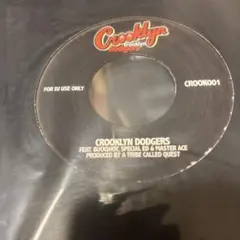 Crooklyn
Dodgers
FOR DJ USE ONLY
CROOK001
CROOKLYN DODGERS
FEAT. BUCKSHOT, SPECIAL ED & MASTER ACE
PRODUCED BY A TRIBE CALLED QUEST